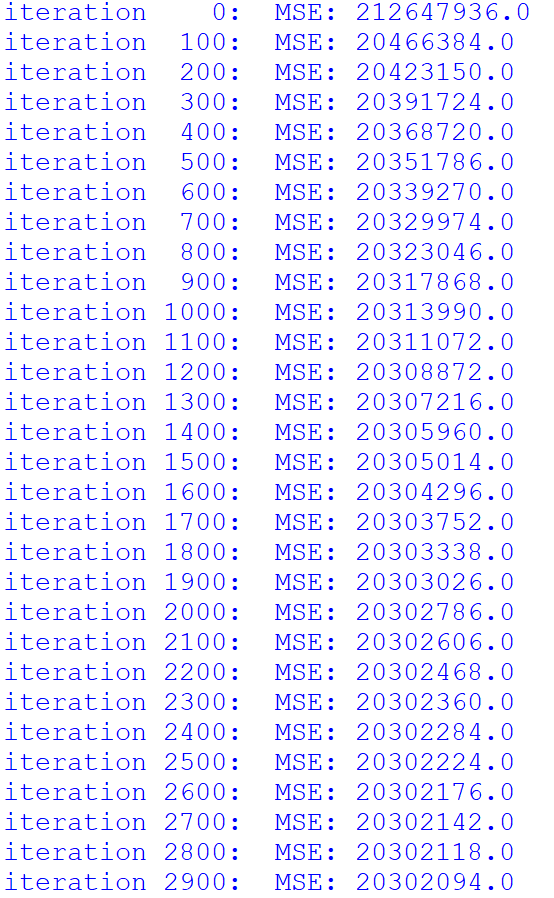 iteration    0:  MSE: 212647936.0
iteration  100:  MSE: 20466384.0
iteration  200:  MSE: 20423150.0
iteration  300:  MSE: 20391724.0
iteration  400:  MSE: 20368720.0
iteration  500:  MSE: 20351786.0
iteration  600:  MSE: 20339270.0
iteration  700:  MSE: 20329974.0
iteration  800:  MSE: 20323046.0
iteration  900:  MSE: 20317868.0
iteration 1000:  MSE: 20313990.0
iteration 1100:  MSE: 20311072.0
iteration 1200:  MSE: 20308872.0
iteration 1300:  MSE: 20307216.0
iteration 1400:  MSE: 20305960.0
iteration 1500:  MSE: 20305014.0
iteration 1600:  MSE: 20304296.0
iteration 1700:  MSE: 20303752.0
iteration 1800:  MSE: 20303338.0
iteration 1900:  MSE: 20303026.0
iteration 2000:  MSE: 20302786.0
iteration 2100:  MSE: 20302606.0
iteration 2200:  MSE: 20302468.0
iteration 2300:  MSE: 20302360.0
iteration 2400:  MSE: 20302284.0
iteration 2500:  MSE: 20302224.0
iteration 2600:  MSE: 20302176.0
iteration 2700:  MSE: 20302142.0
iteration 2800:  MSE: 20302118.0
iteration 2900:  MSE: 20302094.0